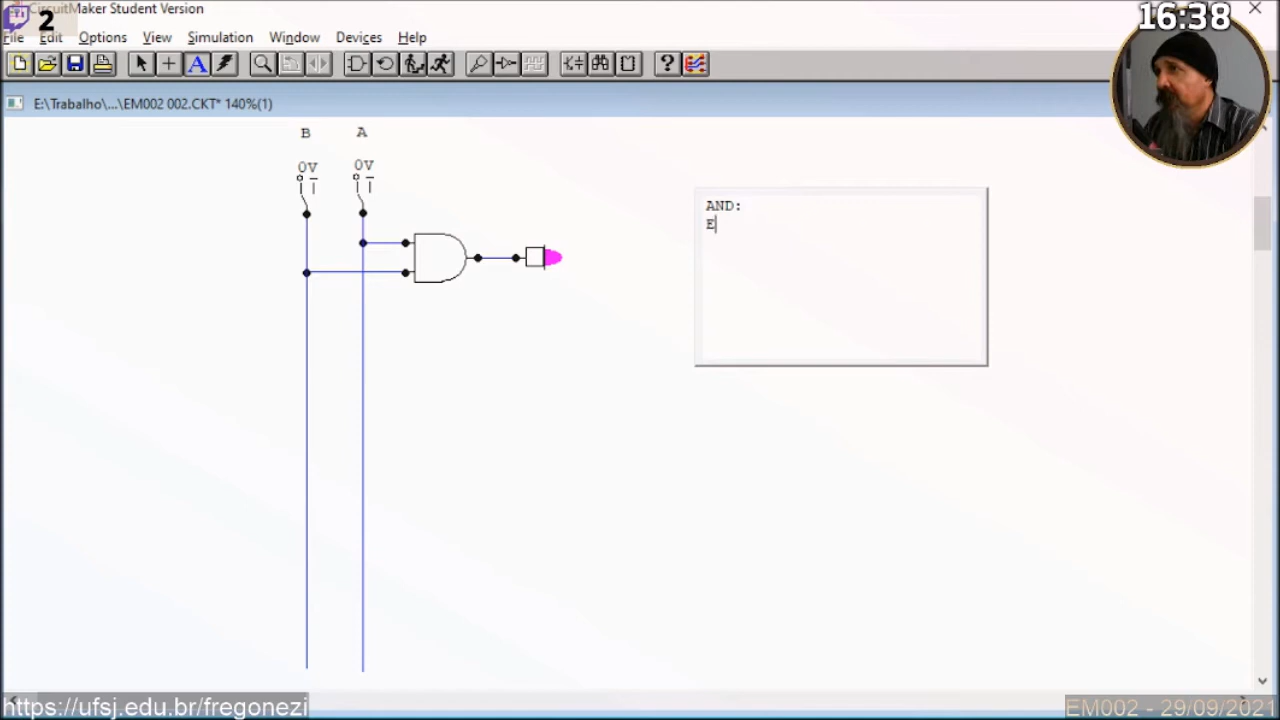 CircuitMaker Student Version
2
16:38
File Edit Options View Simulation Window Devices Help
A
?
E:\Trabalho\...\EM002 002.CKT* 140%(1)
B A
0V 0V
AND:
E
https://ufsj.edu.br/fregonezi
EM002 - 29/09/2021